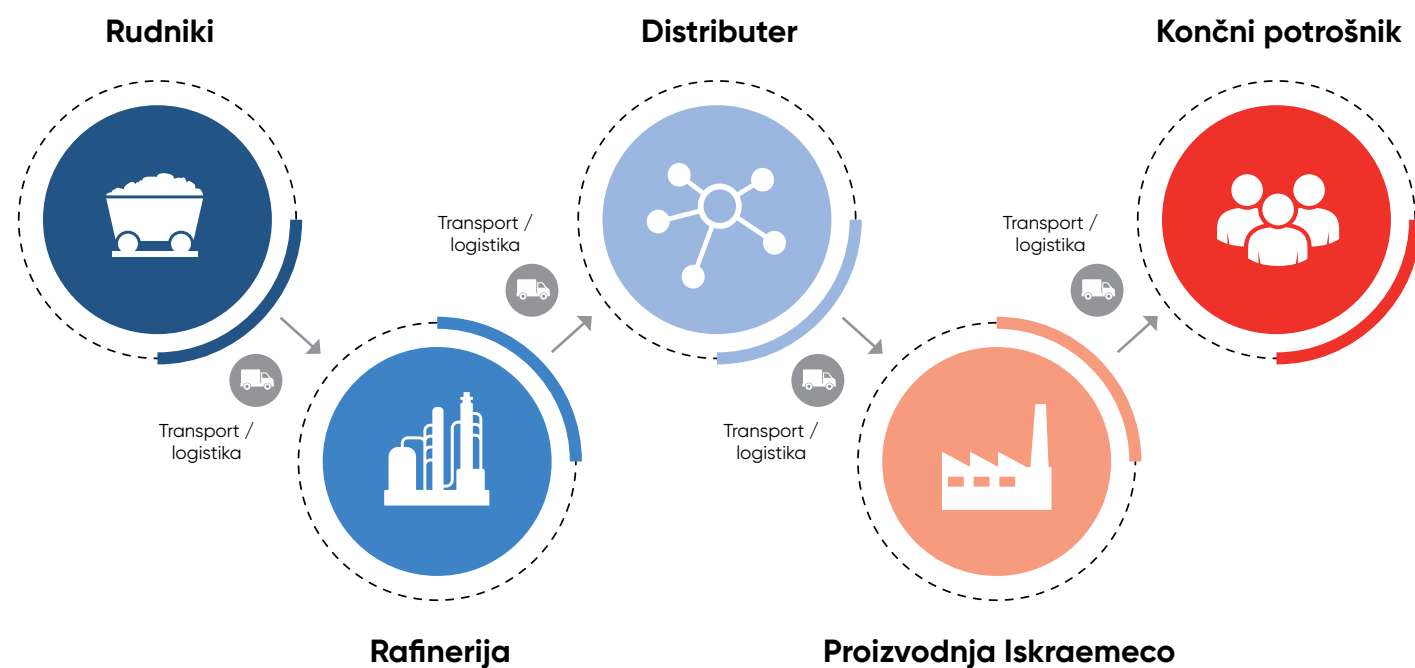 Rudniki
Distributer
Končni potrošnik
Transport /
logistika
Transport /
logistika
Transport /
logistika
Transport /
logistika
Rafinerija
Proizvodnja Iskraemeco